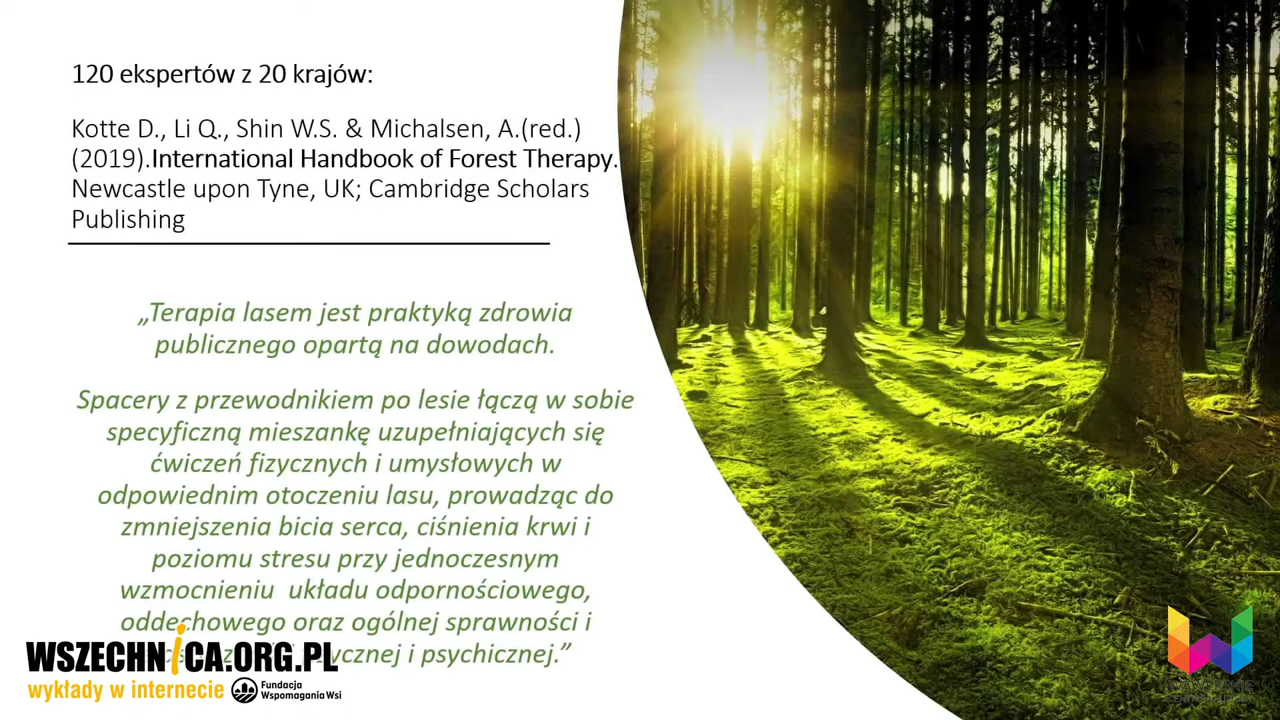 120 ekspertów z 20 krajów:
Kotte D., Li Q., Shin W.S. & Michalsen, A.(red.)
(2019).International Handbook of Forest Therapy.
Newcastle upon Tyne, UK; Cambridge Scholars
Publishing
„Terapia lasem jest praktyką zdrowia
publicznego opartą na dowodach.
Spacery z przewodnikiem po lesie łączą w sobie
specyficzną mieszankę uzupełniających się
ćwiczeń fizycznych i umysłowych w
odpowiednim otoczeniu lasu, prowadząc do
zmniejszenia bicia serca, ciśnienia krwi i
poziomu stresu przy jednoczesnym
wzmocnieniu  układu odpornościowego,
oddechowego oraz ogólnej sprawności i
i psychicznej.”
WSZECHNICA.ORG.PL
wykłady w internecie
Fundacja
Wspomagania Wsi